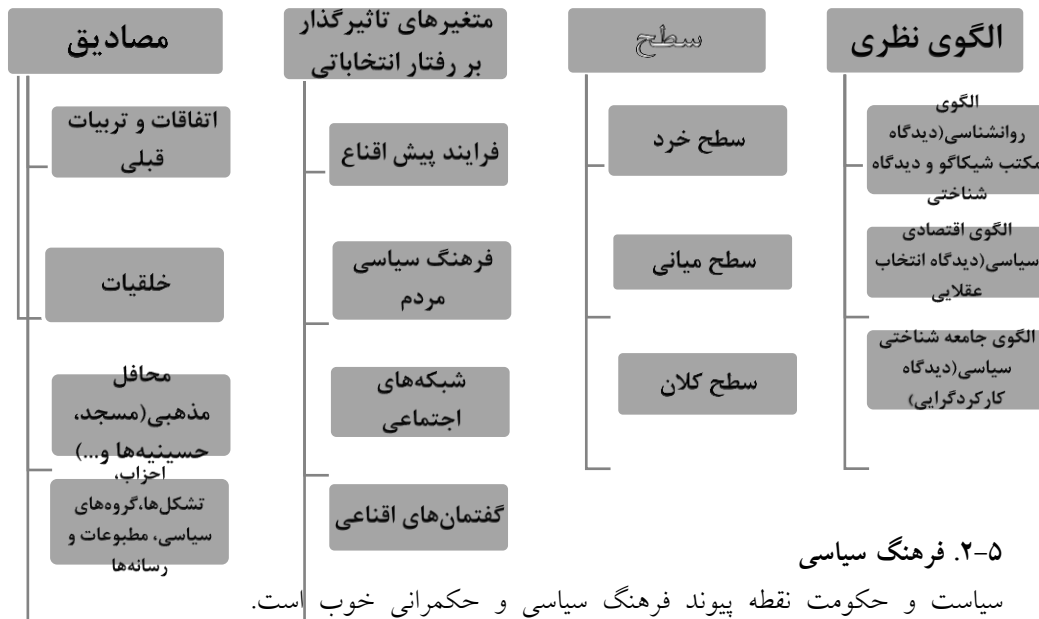 الگوی نظری
الگوی
روانشناسی(دیدگاه
مکتب شیکاگو و دیدگاه
شناختی
الگوی اقتصادی
سیاسی(دیدگاه انتخاب
عقلایی
الگوی جامعه شناختی
سیاسی(دیدگاه
کارکردگرایی)
سطح
سطح خرد
سطح میانی
سطح کلان
متغیرهای تاثیرگذار
بر رفتار انتخاباتی
فرایند پیش اقناع
فرهنگ سیاسی
مردم
شبکه‌های
اجتماعی
گفتمان‌های اقناعی
مصادیق
اتفاقات و تربیات
قبلی
خلقیات
محافل
مذهبی(مسجد،
حسینیه‌ها و...)
احزاب،
تشکل‌ها،گروه‌های
سیاسی، مطبوعات و
رسانه‌ها
۲-۵. فرهنگ سیاسی
سیاست و حکومت نقطه پیوند فرهنگ سیاسی و حکمرانی خوب است.